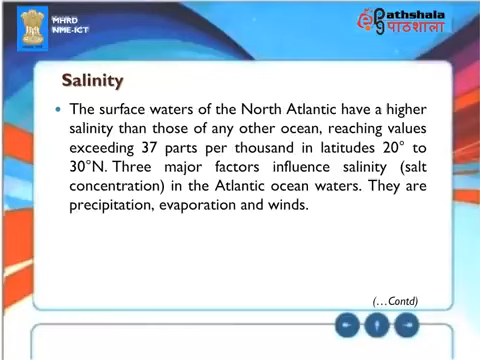 MHRD
NME-ICT
Pathshala
पाठशाला
Salinity
• The surface waters of the North Atlantic have a higher
salinity than those of any other ocean, reaching values
exceeding 37 parts per thousand in latitudes 20° to
30°N. Three major factors influence salinity (salt
concentration) in the Atlantic ocean waters. They are
precipitation, evaporation and winds.
(…Contd)